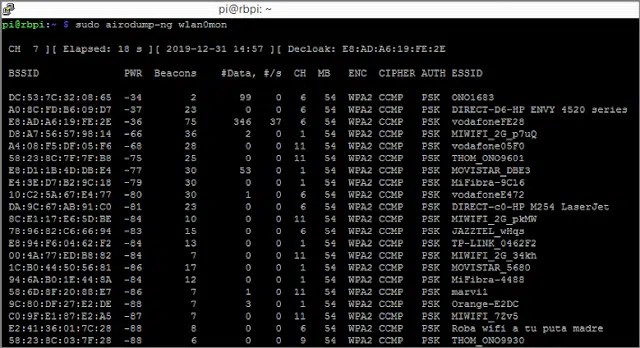 pi@rbpi: ~
pi@rbpi:~ $ sudo airodump-ng wlan0mon
CH 7 ][ Elapsed: 18 s ][ 2019-12-31 14:57 ][ Decloak: E8:AD:A6:19:FE:2E
BSSID PWR Beacons #Data, #/s CH MB ENC CIPHER AUTH ESSID
DC:53:7C:32:08:65 -34 2 99 0 6 54 WPA2 CCMP PSK ONO1683
A0:8C:FD:B6:09:D7 -37 23 0 0 6 54 WPA2 CCMP PSK DIRECT-D6-HP ENVY 4520 series
E8:AD:A6:19:FE:2E -36 75 346 37 6 54 WPA2 CCMP PSK vodafoneFE28
D8:A7:56:57:98:14 -66 36 2 0 1 54 WPA2 CCMP PSK MIWIFI_2G_p7uQ
A4:08:F5:DF:05:F6 -68 28 0 0 11 54 WPA2 CCMP PSK vodafone05F0
58:23:8C:7F:7F:B8 -75 25 0 0 11 54 WPA2 CCMP PSK THOM_ONO9601
E8:D1:1B:4D:DB:E4 -77 30 53 0 1 54 WPA2 CCMP PSK MOVISTAR_DBE3
E4:3E:D7:B2:9C:18 -79 30 0 0 1 54 WPA2 CCMP PSK MiFibra-9C16
10:C2:5A:67:E4:77 -80 30 1 0 6 54 WPA2 CCMP PSK vodafoneE472
DA:9C:67:AB:91:C0 -81 23 0 0 6 54 WPA2 CCMP PSK DIRECT-c0-HP M254 LaserJet
8C:E1:17:E6:5D:BE -84 10 0 0 11 54 WPA2 CCMP PSK MIWIFI_2G_pkMW
78:96:82:C6:66:94 -83 15 0 0 6 54 WPA2 CCMP PSK JAZZTEL_wHqs
E8:94:F6:04:62:F2 -84 13 0 0 1 54 WPA2 CCMP PSK TP-LINK_0462F2
00:4A:77:ED:B8:82 -84 7 0 0 11 54 WPA2 CCMP PSK MIWIFI_2G_34kh
1C:B0:44:50:56:81 -86 17 0 0 1 54 WPA2 CCMP PSK MOVISTAR_5680
94:6A:B0:1E:44:8A -84 12 0 0 1 54 WPA2 CCMP PSK MiFibra-4488
58:6D:8F:20:88:E7 -86 7 1 0 11 54 WPA2 CCMP PSK marvil
9C:80:DF:27:E2:DE -88 7 3 0 1 54 WPA2 CCMP PSK Orange-E2DC
C0:9F:E1:87:E2:A5 -87 7 0 0 11 54 WPA2 CCMP PSK MIWIFI_72v5
E2:41:36:01:7C:28 -88 8 0 0 6 54 WPA2 CCMP PSK Roba wifi a tu puta madre
58:23:8C:03:7F:28 -88 6 0 0 9 54 WPA2 CCMP PSK THOM_ONO9930